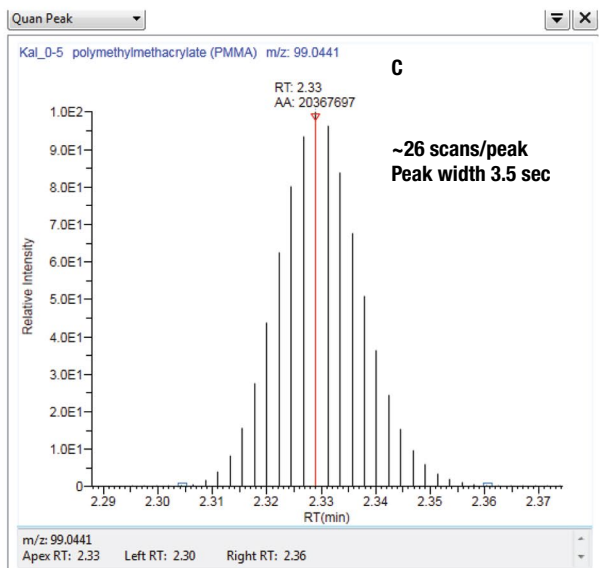 Quan Peak
Kal_0-5 polymethylmethacrylate (PMMA) m/z: 99.0441
C
RT: 2.33
AA: 20367697
~26 scans/peak
Peak width 3.5 sec
1.0E2
9.0E1
8.0E1
7.0E1
6.0E1
5.0E1
4.0E1
3.0E1
2.0E1
1.0E1
0
Relative Intensity
2.29 2.30 2.31 2.32 2.33 2.34 2.35 2.36 2.37
RT(min)
m/z: 99.0441
Apex RT: 2.33 Left RT: 2.30 Right RT: 2.36